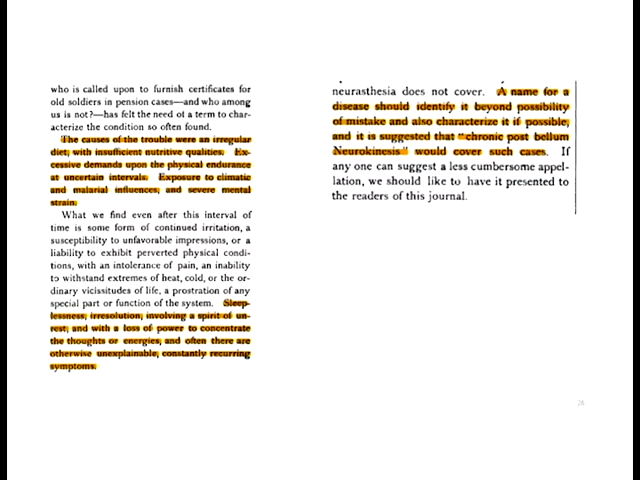 who is called upon to furnish certificates for
old soldiers in pension cases—and who among
us is not?—has felt the need ot a term to char-
acterize the condition so often found.
The causes of the trouble were an irregular
diet, with insufficient nutritive qualities. Ex-
cessive demands upon the physical endurance
at uncertain intervals. Exposure to climatic
and malarial influences, and severe mental
strain.
What we find even after this interval of
time is some form of continued irritation, a
susceptibility to unfavorable impressions, or a
liability to exhibit perverted physical condi-
tions, with an intolerance of pain, an inability
to withstand extremes of heat, cold, or the or-
dinary vicissitudes of life, a prostration of any
special part or function of the system. Sleep-
lessness, irresolution, involving a spirit of un-
rest, and with a loss of power to concentrate
the thoughts or energies, and often there are
otherwise unexplainable, constantly recurring
symptoms.
neurasthesia does not cover. A name for a
disease should identify it beyond possibility
of mistake and also characterize it if possible,
and it is suggested that "chronic post bellum
Neurokinesis" would cover such cases. If
any one can suggest a less cumbersome appel-
lation, we should like to have it presented to
the readers of this journal.
26